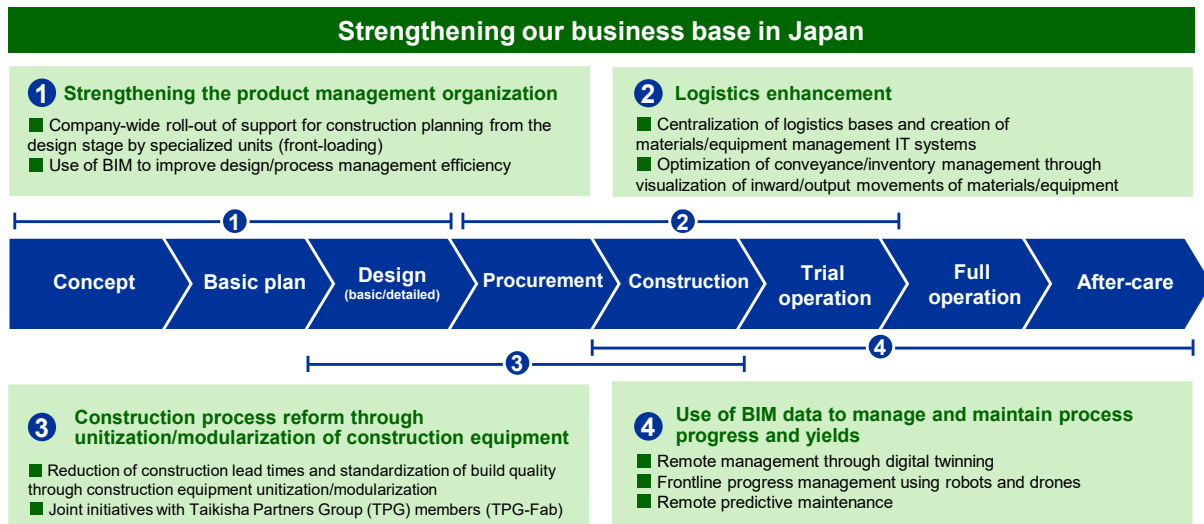 Strengthening our business base in Japan
1 Strengthening the product management organization
■ Company-wide roll-out of support for construction planning from the
design stage by specialized units (front-loading)
■ Use of BIM to improve design/process management efficiency
2 Logistics enhancement
■ Centralization of logistics bases and creation of
materials/equipment management IT systems
■ Optimization of conveyance/inventory management through
visualization of inward/output movements of materials/equipment
1
2
Concept
Basic plan
Design
(basic/detailed)
Procurement
Construction
Trial
operation
Full
operation
After-care
3
4
3 Construction process reform through
unitization/modularization of construction equipment
■ Reduction of construction lead times and standardization of build quality
through construction equipment unitization/modularization
■ Joint initiatives with Taikisha Partners Group (TPG) members (TPG-Fab)
4 Use of BIM data to manage and maintain process
progress and yields
■ Remote management through digital twinning
■ Frontline progress management using robots and drones
■ Remote predictive maintenance